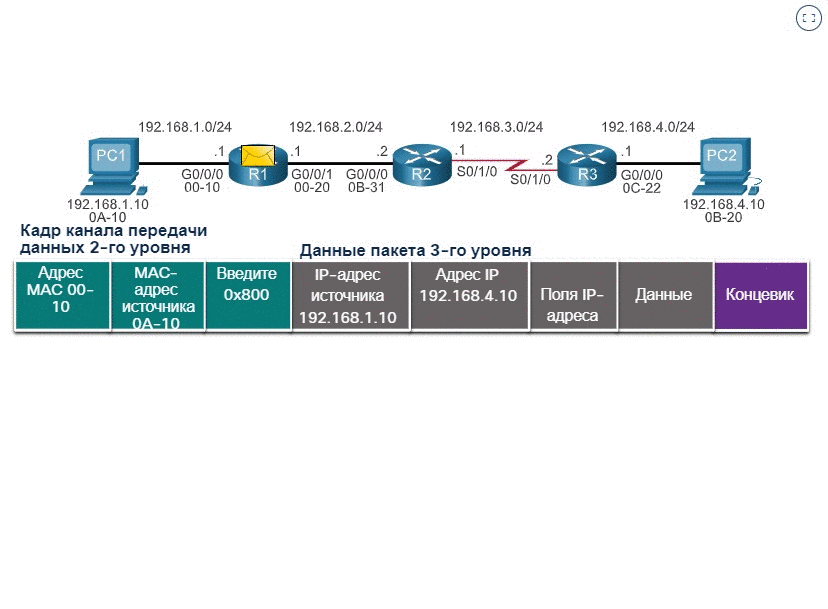 192.168.1.0/24 192.168.2.0/24 192.168.3.0/24 192.168.4.0/24
PC1 .1 R1 .1 .2 R2 .1 .2 R3 .1 PC2
G0/0/0 G0/0/1 G0/0/0 S0/1/0 S0/1/0 G0/0/0
00-10 00-20 0B-31 0C-22
192.168.1.10 192.168.4.10
0A-10 0B-20
Кадр канала передачи
данных 2-го уровня
Данные пакета 3-го уровня
Адрес
MAC 00-
10
MAC-
адрес
источника
0A-10
Введите
0x800
IP-адрес
источника
192.168.1.10
Адрес IP
192.168.4.10
Поля IP-
адреса
Данные
Концевик